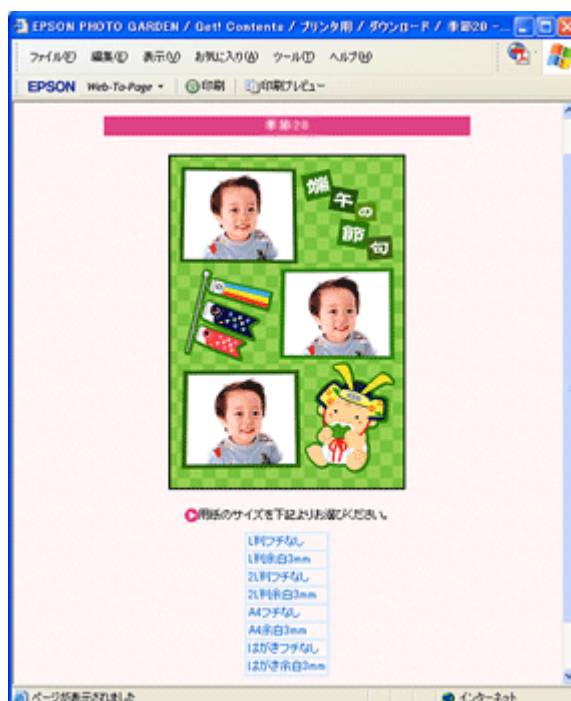 EPSON PHOTO GARDEN / Get! Contents / プリンタ用 / ダウンロード / 季節20 -...
ファイル(F) 編集(E) 表示(V) お気に入り(A) ツール(T) ヘルプ(H)
EPSON Web-To-Page 印刷 印刷プレビュー
季節20
端午の節句
用紙のサイズを下記よりお選びください。
L判フチなし
L判余白3mm
2L判フチなし
2L判余白3mm
A4フチなし
A4余白3mm
はがきフチなし
はがき余白3mm
ページが表示されました インターネット